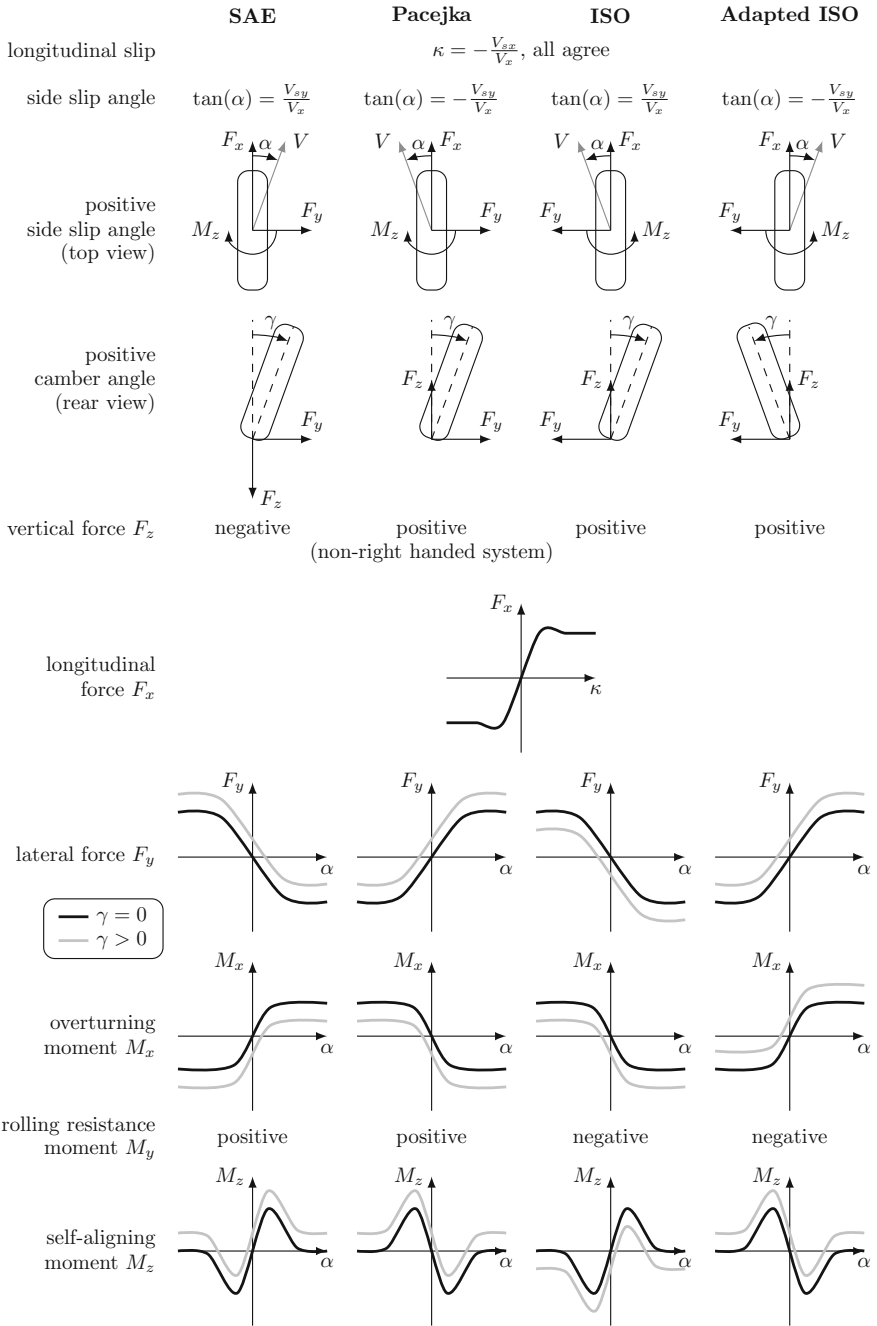 SAE Pacejka ISO Adapted ISO
longitudinal slip κ = −V_sx/V_x, all agree
side slip angle tan(α) = V_sy/V_x tan(α) = −V_sy/V_x tan(α) = V_sy/V_x tan(α) = −V_sy/V_x
F_x α V V α F_x V α F_x F_x α V
positive
side slip angle
(top view)
F_y F_y F_y F_y
M_z M_z M_z M_z
γ γ γ γ
positive
camber angle
(rear view)
F_z F_z F_z
F_y F_y F_y F_y
F_z
vertical force F_z negative positive positive positive
(non-right handed system)
F_x
longitudinal
force F_x
κ
F_y F_y F_y F_y
lateral force F_y α α α α
γ = 0
γ > 0
M_x M_x M_x M_x
overturning
moment M_x α α α α
rolling resistance
moment M_y positive positive negative negative
M_z M_z M_z M_z
self-aligning
moment M_z α α α α